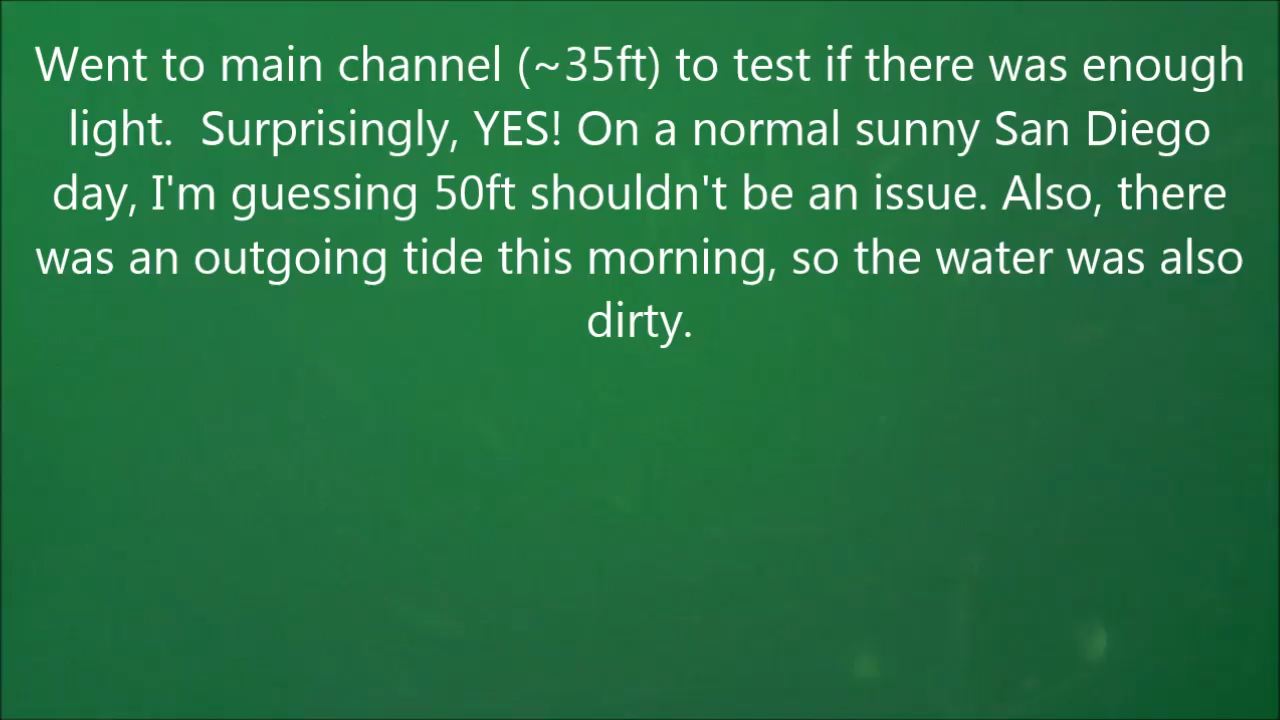 Went to main channel (~35ft) to test if there was enough
light.  Surprisingly, YES! On a normal sunny San Diego
day, I'm guessing 50ft shouldn't be an issue. Also, there
was an outgoing tide this morning, so the water was also
dirty.